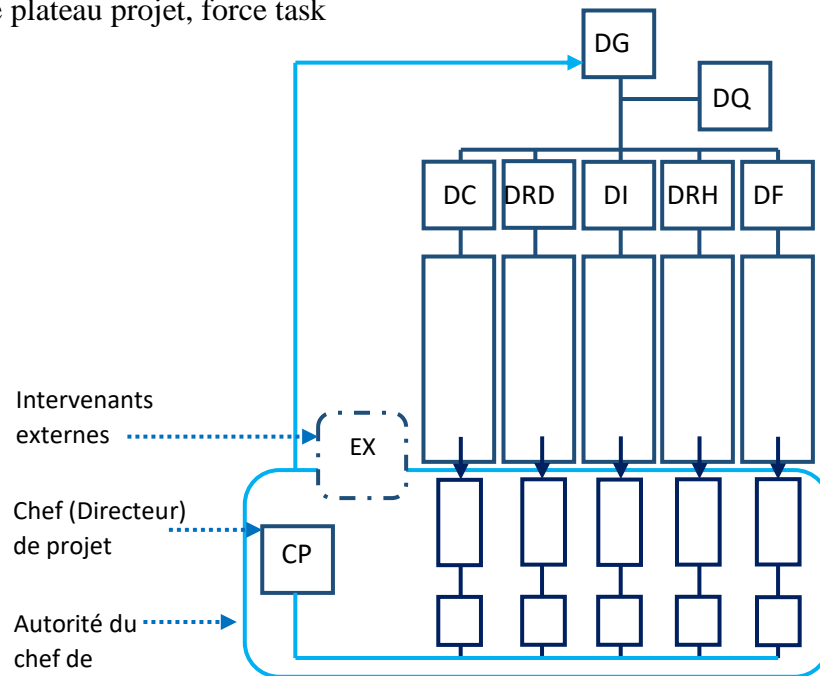 e plateau projet, force task
DG
DQ
DC DRD DI DRH DF
Intervenants
externes
EX
Chef (Directeur)
de projet
CP
Autorité du
chef de